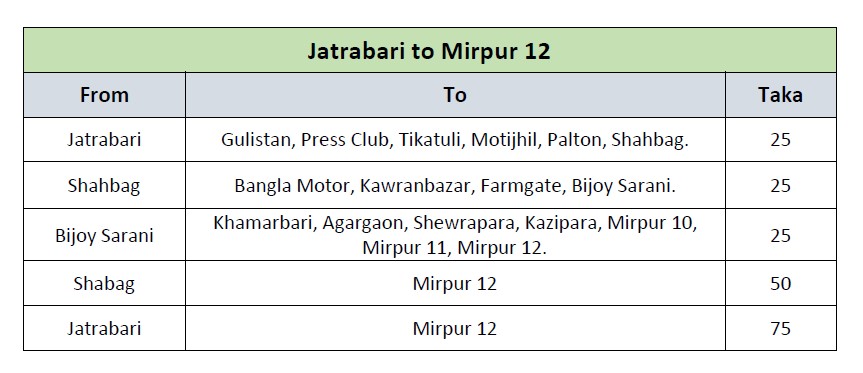 Jatrabari to Mirpur 12
From To Taka
Jatrabari Gulistan, Press Club, Tikatuli, Motijhil, Palton, Shahbag. 25
Shahbag Bangla Motor, Kawranbazar, Farmgate, Bijoy Sarani. 25
Bijoy Sarani Khamarbari, Agargaon, Shewrapara, Kazipara, Mirpur 10,
Mirpur 11, Mirpur 12. 25
Shabag Mirpur 12 50
Jatrabari Mirpur 12 75